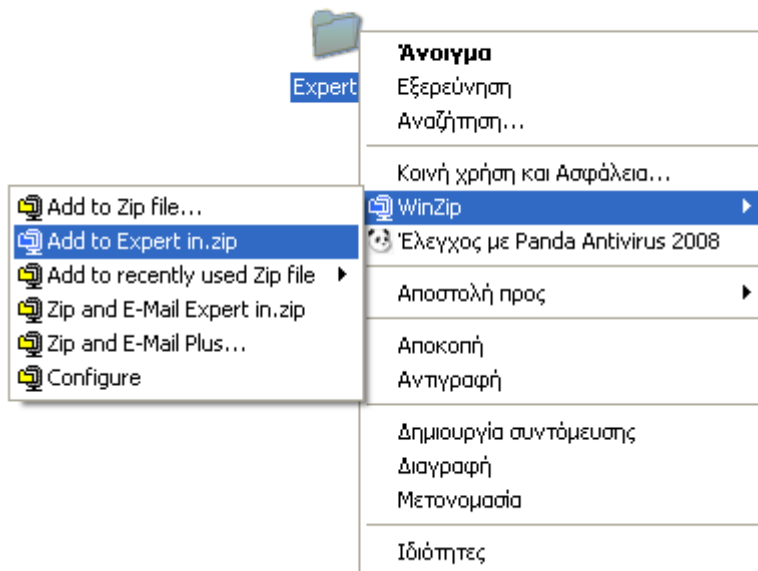 Expert
Άνοιγμα
Εξερεύνηση
Αναζήτηση...
Κοινή χρήση και Ασφάλεια...
WinZip
Έλεγχος με Panda Antivirus 2008
Αποστολή προς
Αποκοπή
Αντιγραφή
Δημιουργία συντόμευσης
Διαγραφή
Μετονομασία
Ιδιότητες
Add to Zip file...
Add to Expert in.zip
Add to recently used Zip file
Zip and E-Mail Expert in.zip
Zip and E-Mail Plus...
Configure